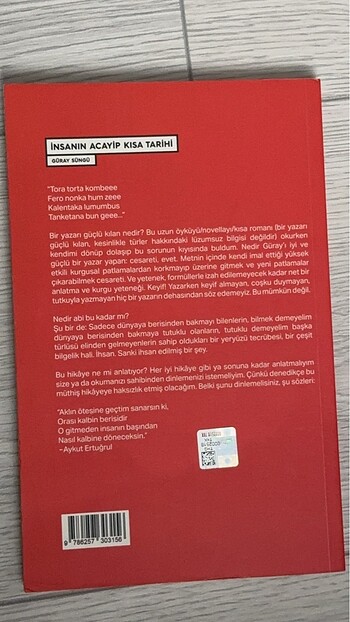 İNSANIN ACAYİP KISA TARİHİ
GÜRAY SÜNGÜ
"Tora torta kombeee
Fero nonka hum zeee
Kalentaka lumumbus
Tanketana bun geee..."
Bir yazarı güçlü kılan nedir? Bu uzun öyküyü/novellayı/kısa romanı (bir yazarı
güçlü kılan, kesinlikle türler hakkındaki lüzumsuz bilgisi değildir) okurken
kendimi dönüp dolaşıp bu sorunun kıyısında buldum. Nedir Güray'ı iyi ve
güçlü bir yazar yapan: cesareti, evet. Metnin içinde kendi imal ettiği yüksek
etkili kurgusal patlamalardan korkmayıp üzerine gitmek ve yeni patlamalar
çıkarabilmek cesareti. Ve yetenek, formüllerle izah edilemeyecek kadar net bir
anlatma ve kurgu yeteneği. Keyif! Yazarken keyif almayan, coşku duymayan,
tutkuyla yazmayan hiç bir yazarın dehasından söz edemeyiz. Bu mümkün değil.
Nedir abi bu kadar mı?
Şu bir de: Sadece dünyaya berisinden bakmayı bilenlerin, bilmek demeyelim
dünyaya berisinden bakmaya tutuklu olanların, tutuklu demeyelim başka
türlüsü elinden gelmeyenlerin sahip oldukları bir yeryüzü tecrübesi, bir çeşit
bilgelik hali. İnsan. Sanki insan ihsan edilmiş bir şey.
Bu hikâye ne mi anlatıyor? Her iyi hikâye gibi ya sonuna kadar anlatmalıyım
size ya da okumanızı sahibinden dinlemenizi istemeliyim. Çünkü denedikçe bu
müthiş hikâyeye haksızlık etmiş olacağım. Belki şunu dinlemelisiniz, şu sözleri:
"Aklın ötesine geçtim sanarsın ki,
Orası kalbin berisidir
O gitmeden insanın başından
Nasıl kalbine döneceksin."
- Aykut Ertuğrul
9 786257 303156